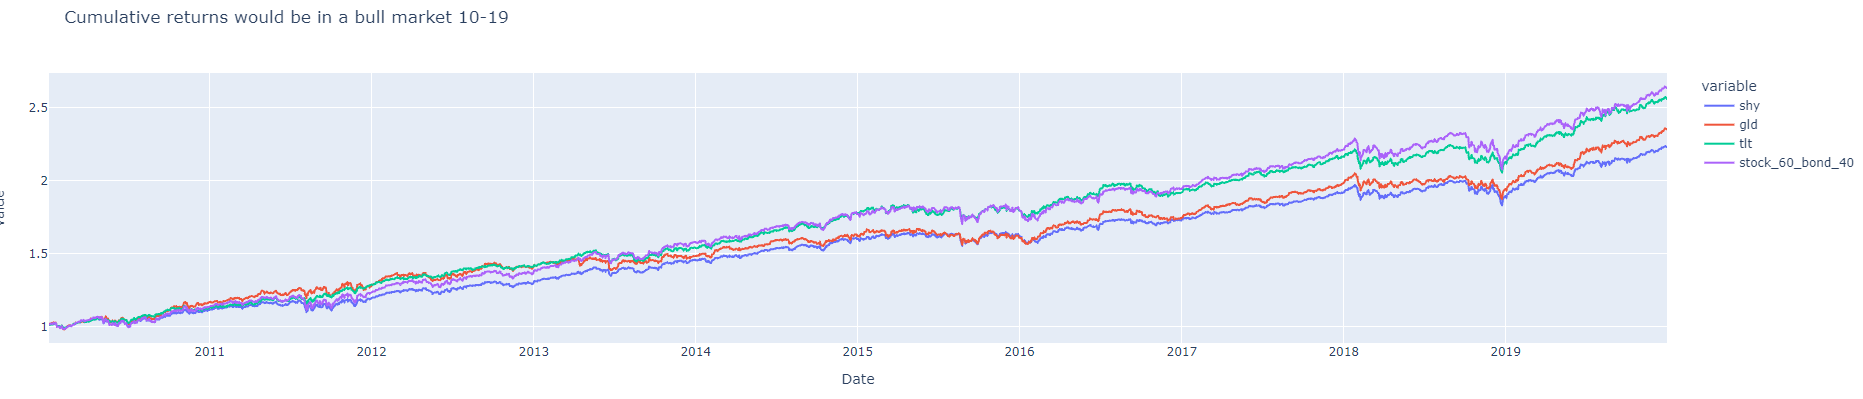 Cumulative returns would be in a bull market 10-19
2.5
2
1.5
1
2011 2012 2013 2014 2015 2016 2017 2018 2019
Date
variable
shy
gld
tlt
stock_60_bond_40